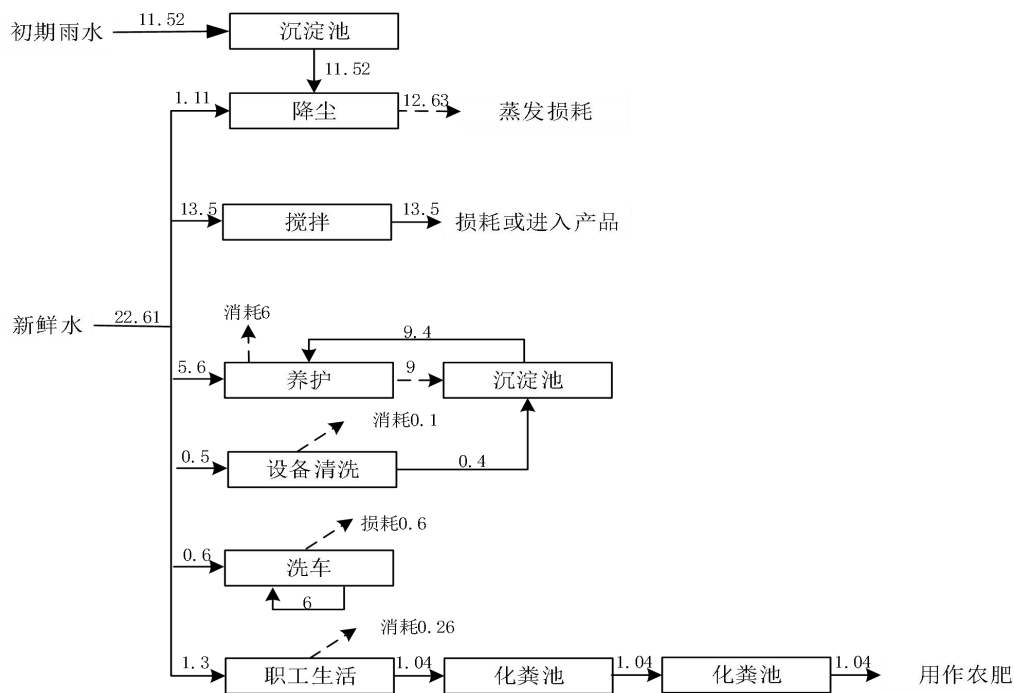 初期雨水
11.52
沉淀池
11.52
1.11
降尘
12.63
蒸发损耗
13.5
搅拌
13.5
损耗或进入产品
新鲜水
22.61
消耗6
9.4
5.6
养护
9
沉淀池
消耗0.1
0.5
设备清洗
0.4
损耗0.6
0.6
洗车
6
消耗0.26
1.3
职工生活
1.04
化粪池
1.04
化粪池
1.04
用作农肥